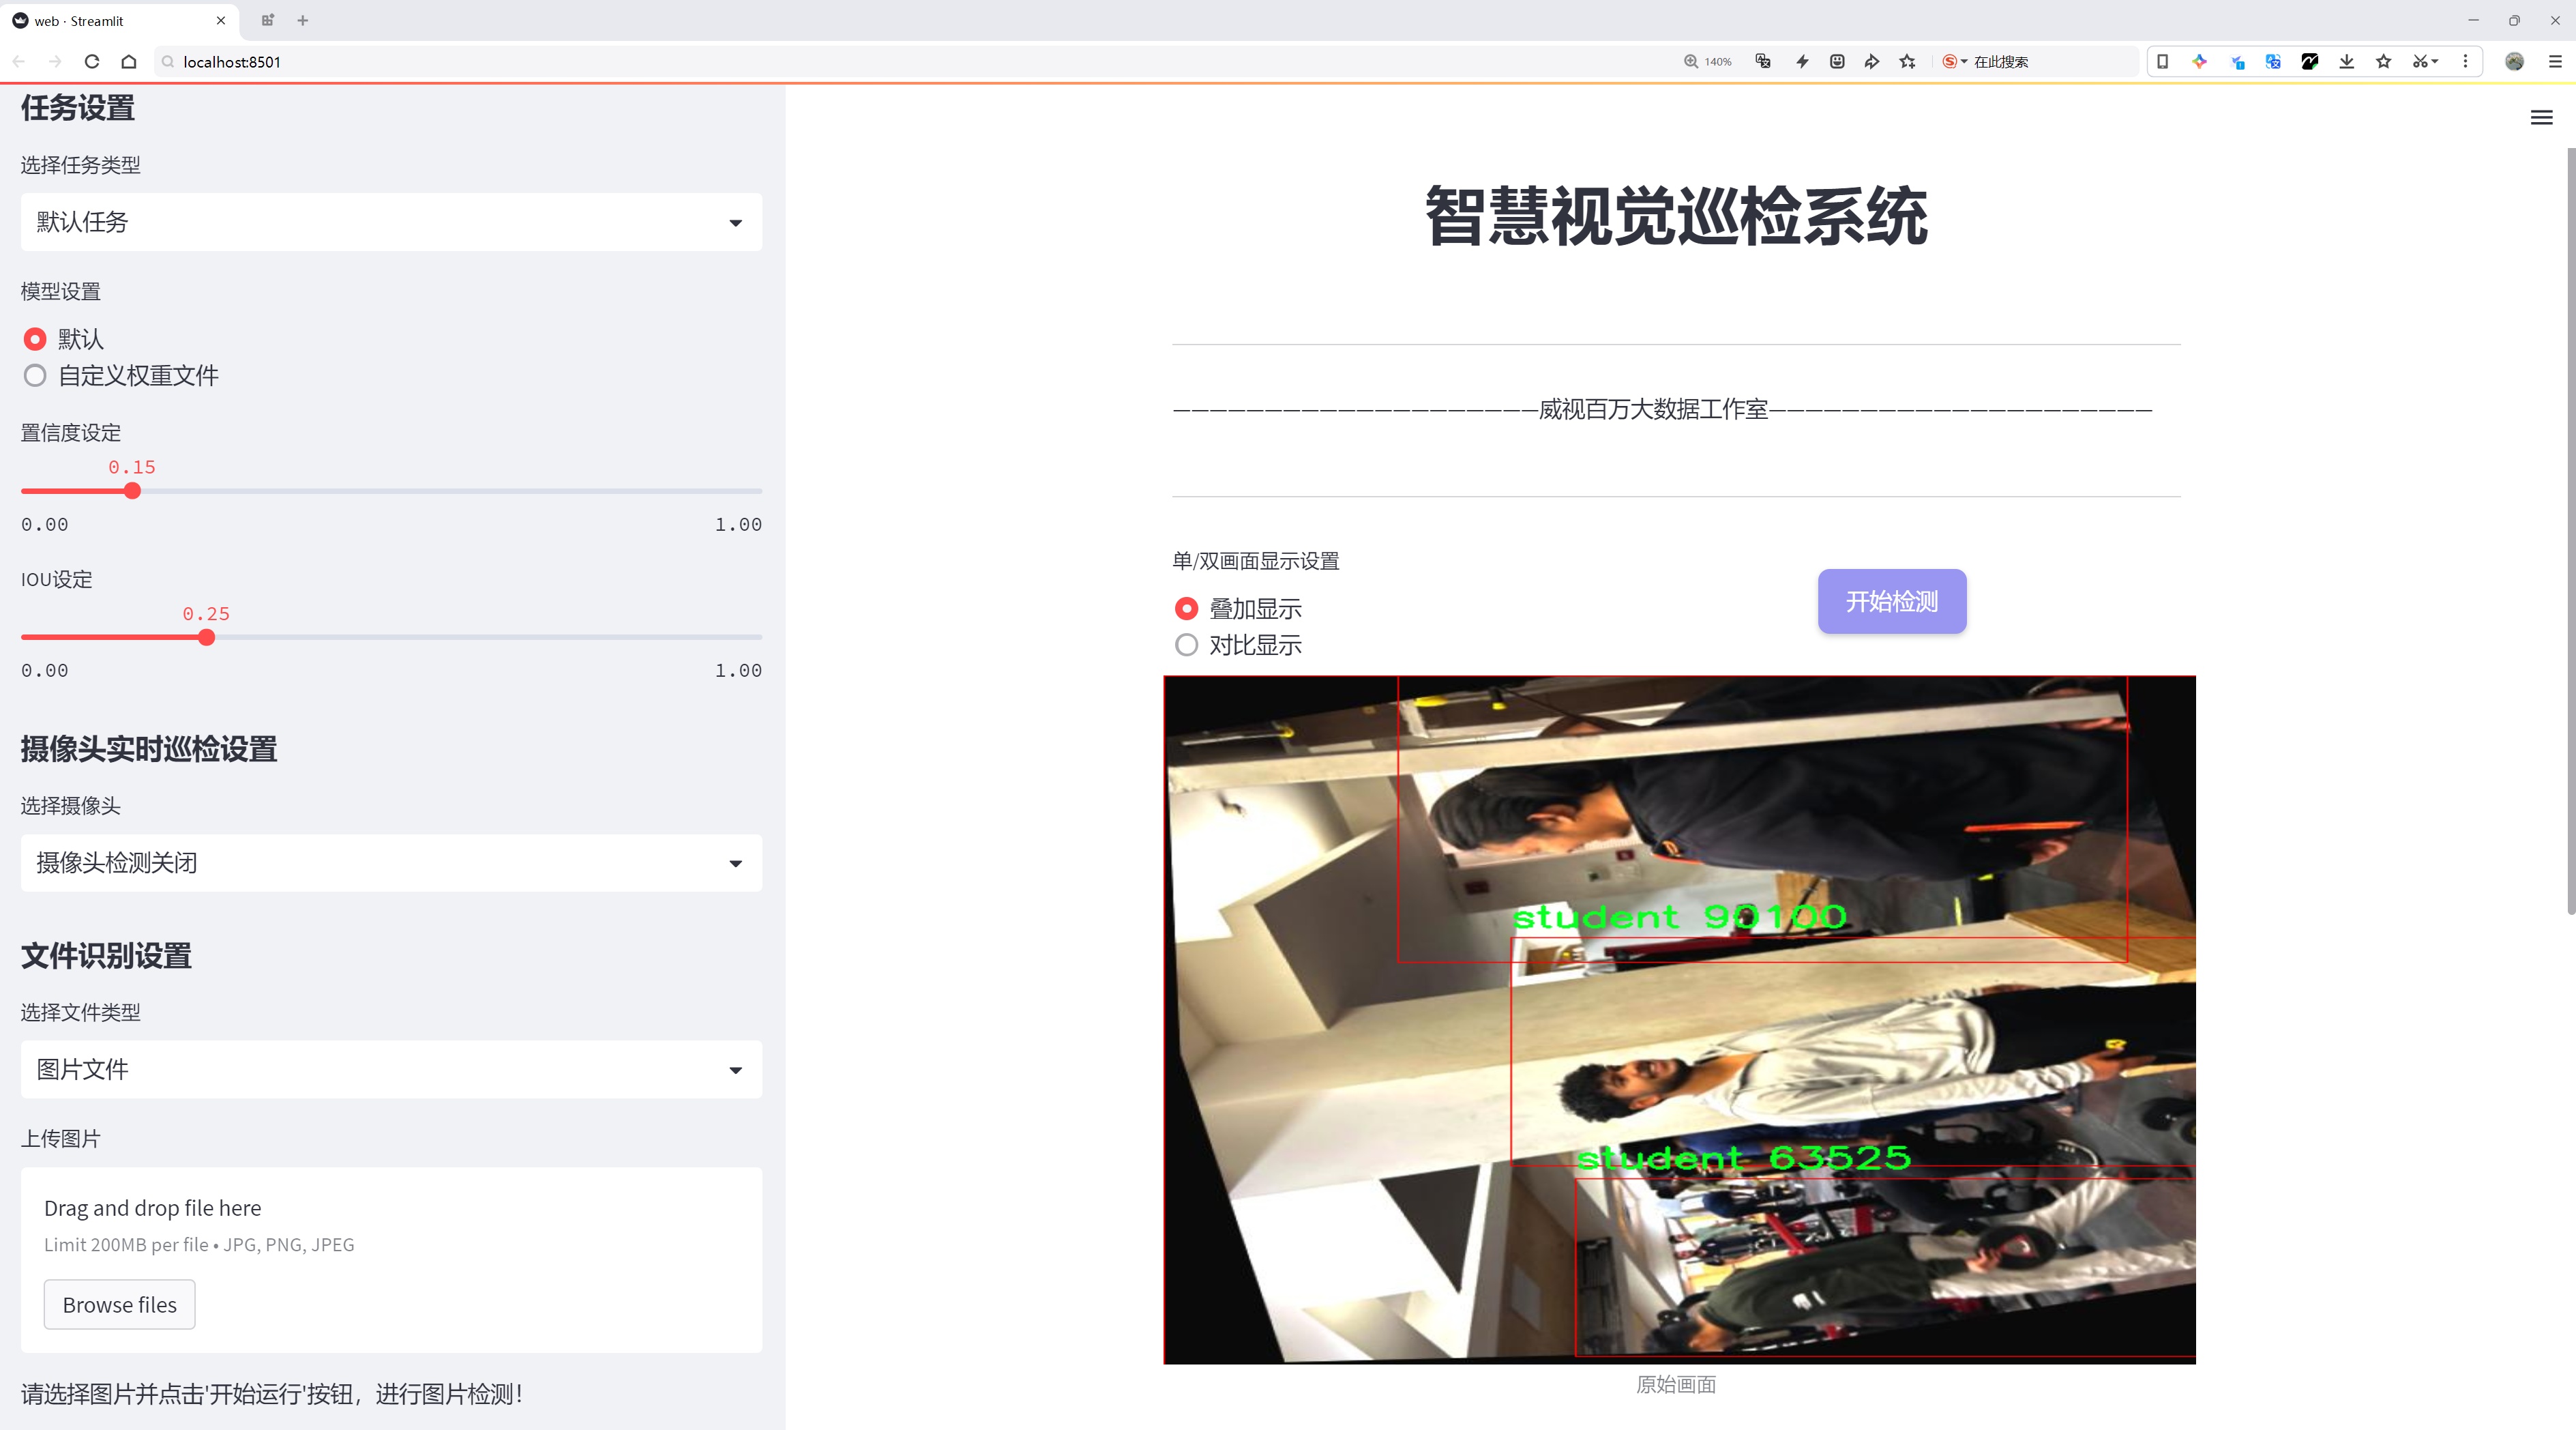 web · Streamlit
localhost:8501
140%
在此搜索
任务设置
选择任务类型
默认任务
模型设置
默认
自定义权重文件
置信度设定
0.15
0.00
1.00
IOU设定
0.25
0.00
1.00
摄像头实时巡检设置
选择摄像头
摄像头检测关闭
文件识别设置
选择文件类型
图片文件
上传图片
Drag and drop file here
Limit 200MB per file • JPG, PNG, JPEG
Browse files
请选择图片并点击'开始运行'按钮，进行图片检测！
智慧视觉巡检系统
————————————————————威视百万大数据工作室—————————————————————
单/双画面显示设置
叠加显示
对比显示
开始检测
student 90100
student 63525
原始画面